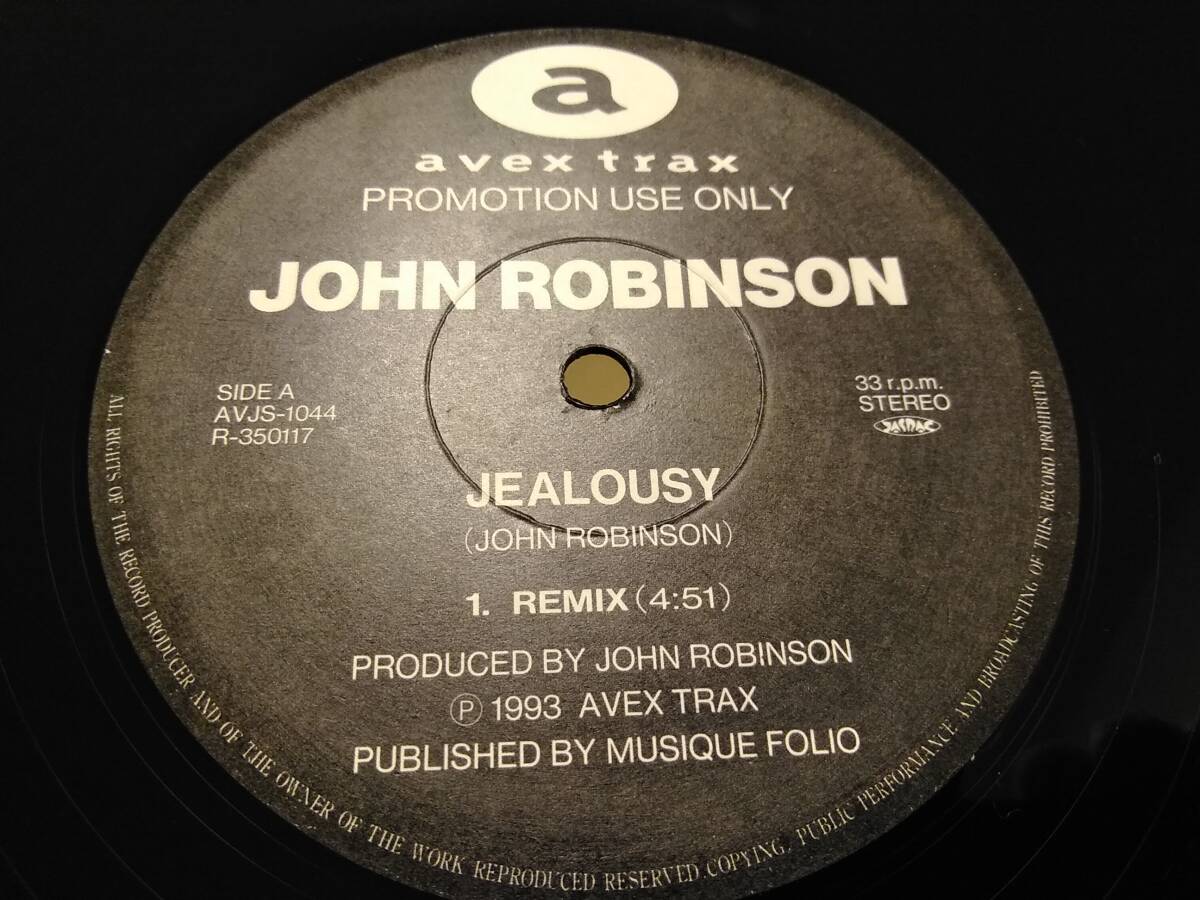 a
avex trax
PROMOTION USE ONLY
JOHN ROBINSON
SIDE A
AVJS-1044
R-350117
33 r.p.m.
STEREO
JASRAC
JEALOUSY
(JOHN ROBINSON)
1. REMIX (4:51)
PRODUCED BY JOHN ROBINSON
Ⓟ 1993 AVEX TRAX
PUBLISHED BY MUSIQUE FOLIO
ALL RIGHTS OF THE RECORD PRODUCER AND OF THE OWNER OF THE WORK REPRODUCED RESERVED. COPYING, PUBLIC PERFORMANCE AND BROADCASTING OF THIS RECORD PROHIBITED